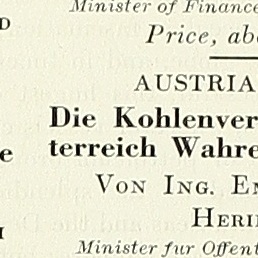 D
Minister of Finance
Price, abo
AUSTRIA
Die Kohlenver
e
terreich Wahre
Von Ing. Em
Herin
Minister fur Offent